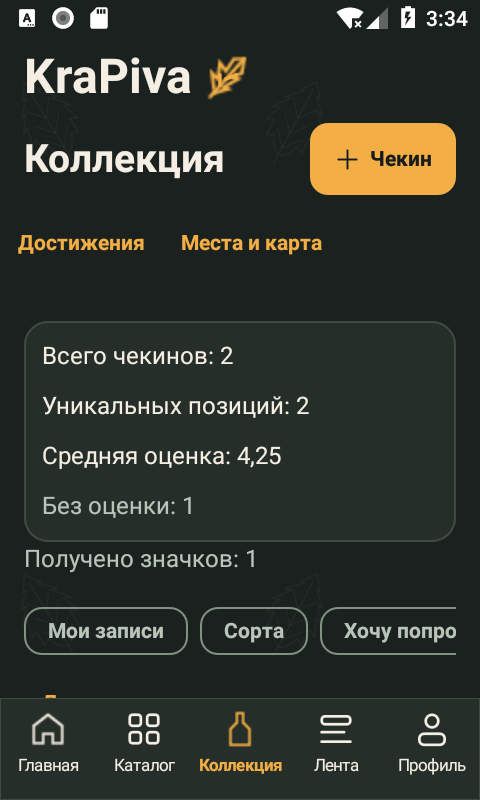 3:34
KraPiva
Коллекция
Чекин
Достижения
Места и карта
Всего чекинов: 2
Уникальных позиций: 2
Средняя оценка: 4,25
Без оценки: 1
Получено значков: 1
Мои записи
Сорта
Хочу попро
Главная
Каталог
Коллекция
Лента
Профиль